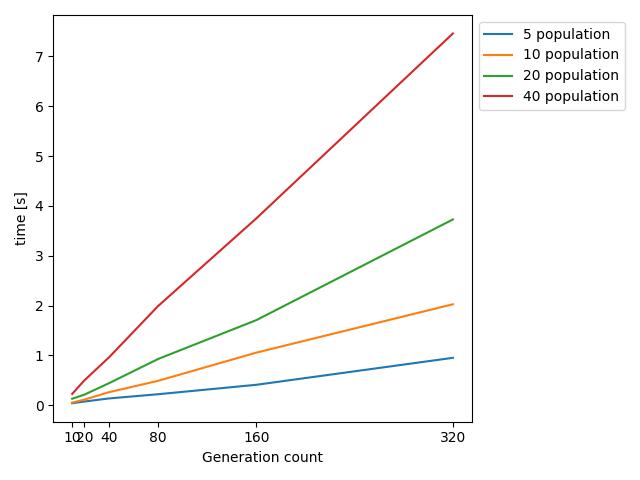 5 population
10 population
20 population
40 population
7
6
5
4
3
2
1
0
time [s]
10 20 40 80 160 320
Generation count